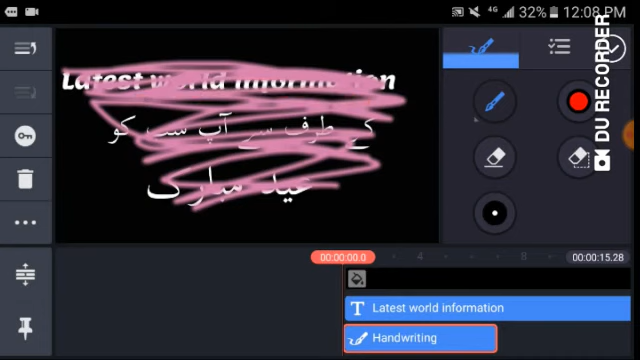 4G 32% 12:08 PM
Latest world information
کے طرف سے آپ سب کو
عید مبارک
DU RECORDER
00:00:00.0 4 8 00:00:15.28
T Latest world information
Handwriting